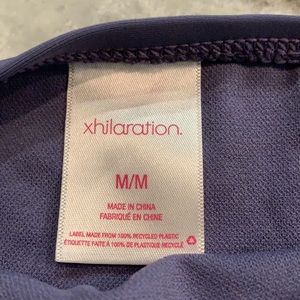 xhilaration.
M/M
MADE IN CHINA
FABRIQUÉ EN CHINE
LABEL MADE FROM 100% RECYCLED PLASTIC
ÉTIQUETTE FAITE À 100% DE PLASTIQUE RECYCLÉ